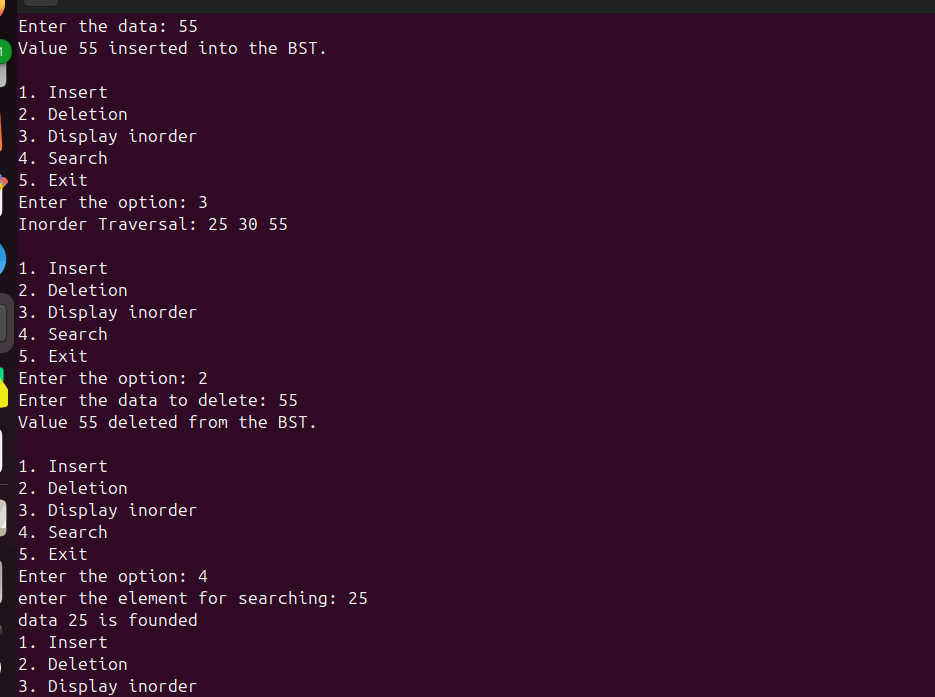 Enter the data: 55
Value 55 inserted into the BST.
1. Insert
2. Deletion
3. Display inorder
4. Search
5. Exit
Enter the option: 3
Inorder Traversal: 25 30 55
1. Insert
2. Deletion
3. Display inorder
4. Search
5. Exit
Enter the option: 2
Enter the data to delete: 55
Value 55 deleted from the BST.
1. Insert
2. Deletion
3. Display inorder
4. Search
5. Exit
Enter the option: 4
enter the element for searching: 25
data 25 is founded
1. Insert
2. Deletion
3. Display inorder